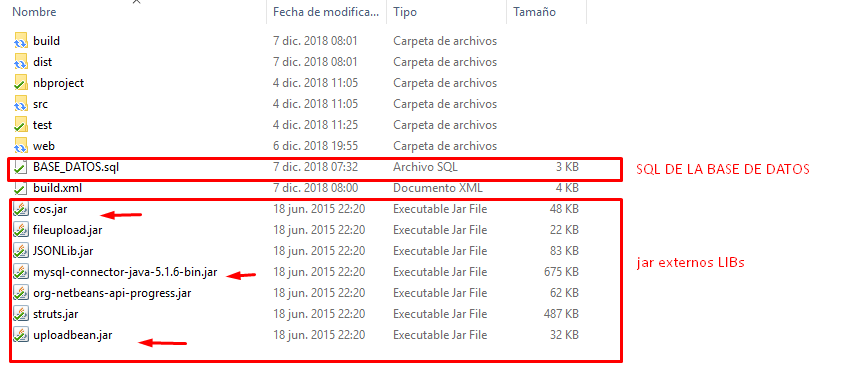 Nombre Fecha de modifica... Tipo Tamaño
build 7 dic. 2018 08:01 Carpeta de archivos
dist 7 dic. 2018 08:01 Carpeta de archivos
nbproject 4 dic. 2018 11:05 Carpeta de archivos
src 4 dic. 2018 11:05 Carpeta de archivos
test 4 dic. 2018 11:05 Carpeta de archivos
web 6 dic. 2018 19:55 Carpeta de archivos
BASE_DATOS.sql 7 dic. 2018 07:32 Archivo SQL 3 KB SQL DE LA BASE DE DATOS
build.xml 7 dic. 2018 08:00 Documento XML 4 KB
cos.jar 18 jun. 2015 22:20 Executable Jar File 48 KB
fileupload.jar 18 jun. 2015 22:20 Executable Jar File 22 KB
JSONLib.jar 18 jun. 2015 22:20 Executable Jar File 83 KB
jar externos LIBs
mysql-connector-java-5.1.6-bin.jar 18 jun. 2015 22:20 Executable Jar File 675 KB
org-netbeans-api-progress.jar 18 jun. 2015 22:20 Executable Jar File 62 KB
struts.jar 18 jun. 2015 22:20 Executable Jar File 487 KB
uploadbean.jar 18 jun. 2015 22:20 Executable Jar File 32 KB